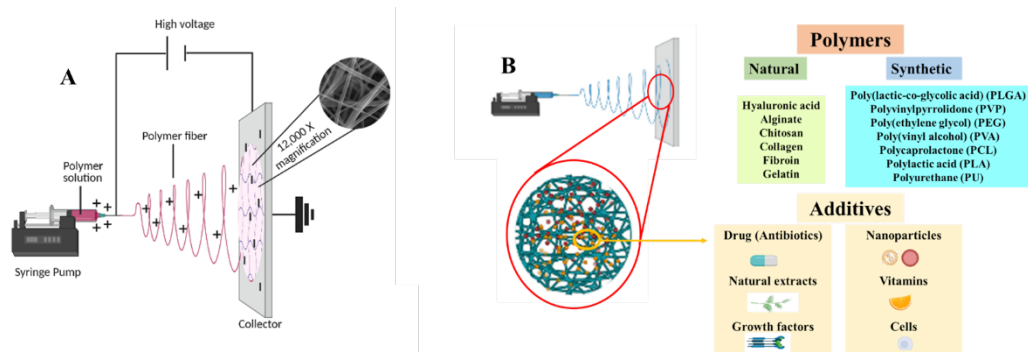 High voltage
A
Polymer fiber
12,000 X
magnification
Polymer
solution
Syringe Pump
Collector
B
Polymers
Natural
Synthetic
Hyaluronic acid
Alginate
Chitosan
Collagen
Fibroin
Gelatin
Poly(lactic-co-glycolic acid) (PLGA)
Polyvinylpyrrolidone (PVP)
Poly(ethylene glycol) (PEG)
Poly(vinyl alcohol) (PVA)
Polycaprolactone (PCL)
Polylactic acid (PLA)
Polyurethane (PU)
Additives
Drug (Antibiotics)
Nanoparticles
Natural extracts
Vitamins
Growth factors
Cells